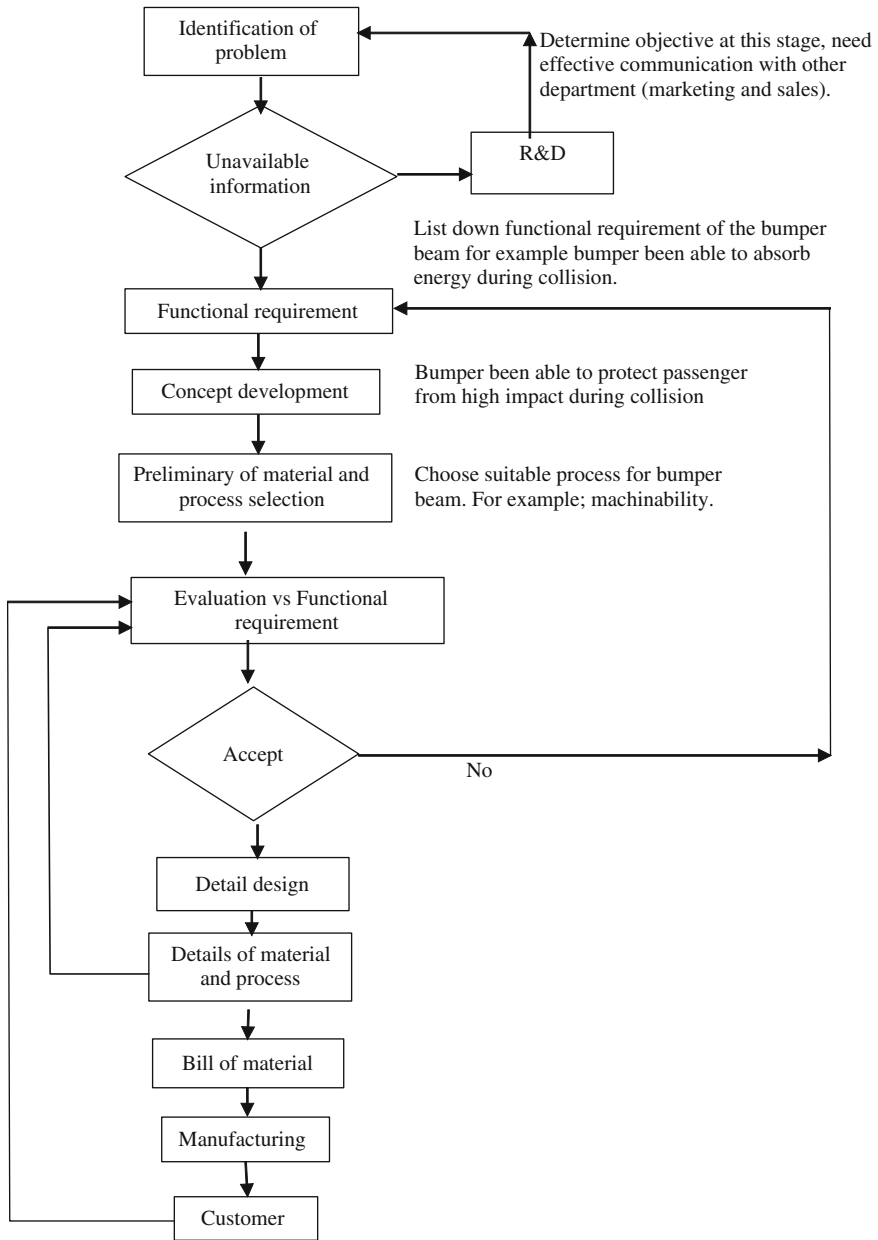 Identification of
problem
Determine objective at this stage, need
effective communication with other
department (marketing and sales).
Unavailable
information
R&D
List down functional requirement of the bumper
beam for example bumper been able to absorb
energy during collision.
Functional requirement
Concept development
Bumper been able to protect passenger
from high impact during collision
Preliminary of material and
process selection
Choose suitable process for bumper
beam. For example; machinability.
Evaluation vs Functional
requirement
Accept
No
Detail design
Details of material
and process
Bill of material
Manufacturing
Customer